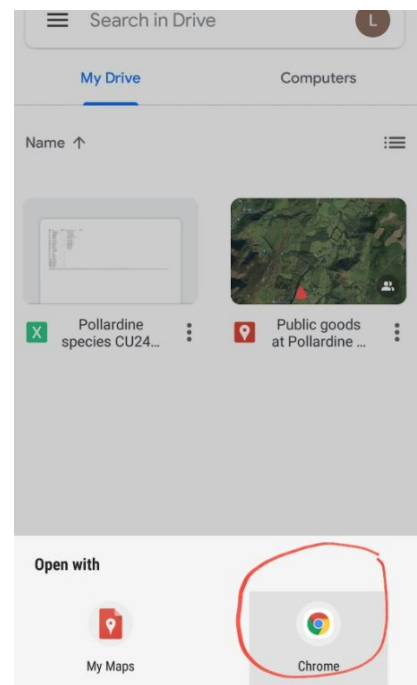 Search in Drive
L
My Drive
Computers
Name
X
Pollardine
species CU24...
Public goods
at Pollardine ...
Open with
My Maps
Chrome